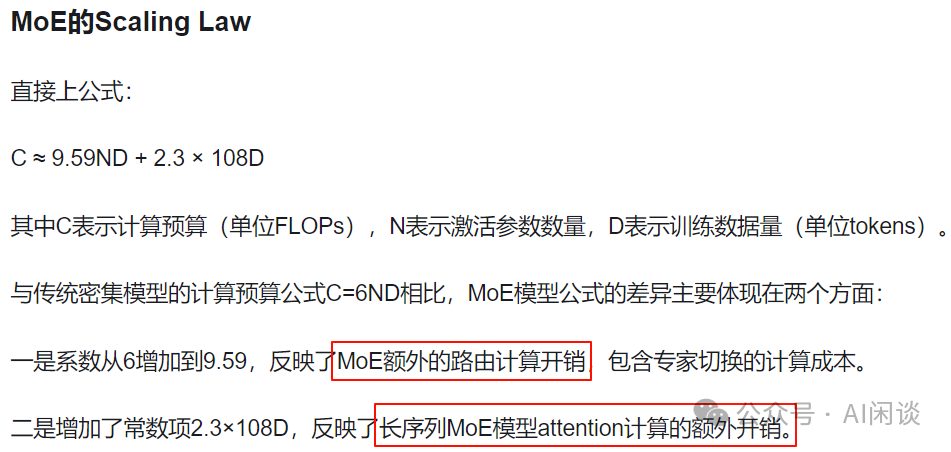 MoE的Scaling Law
直接上公式：
C ≈ 9.59ND + 2.3 × 108D
其中C表示计算预算（单位FLOPs），N表示激活参数数量，D表示训练数据量（单位tokens）。
与传统密集模型的计算预算公式C=6ND相比，MoE模型公式的差异主要体现在两个方面：
一是系数从6增加到9.59，反映了MoE额外的路由计算开销，包含专家切换的计算成本。
二是增加了常数项2.3×108D，反映了长序列MoE模型attention计算的额外开销。
公众号 · AI闲谈